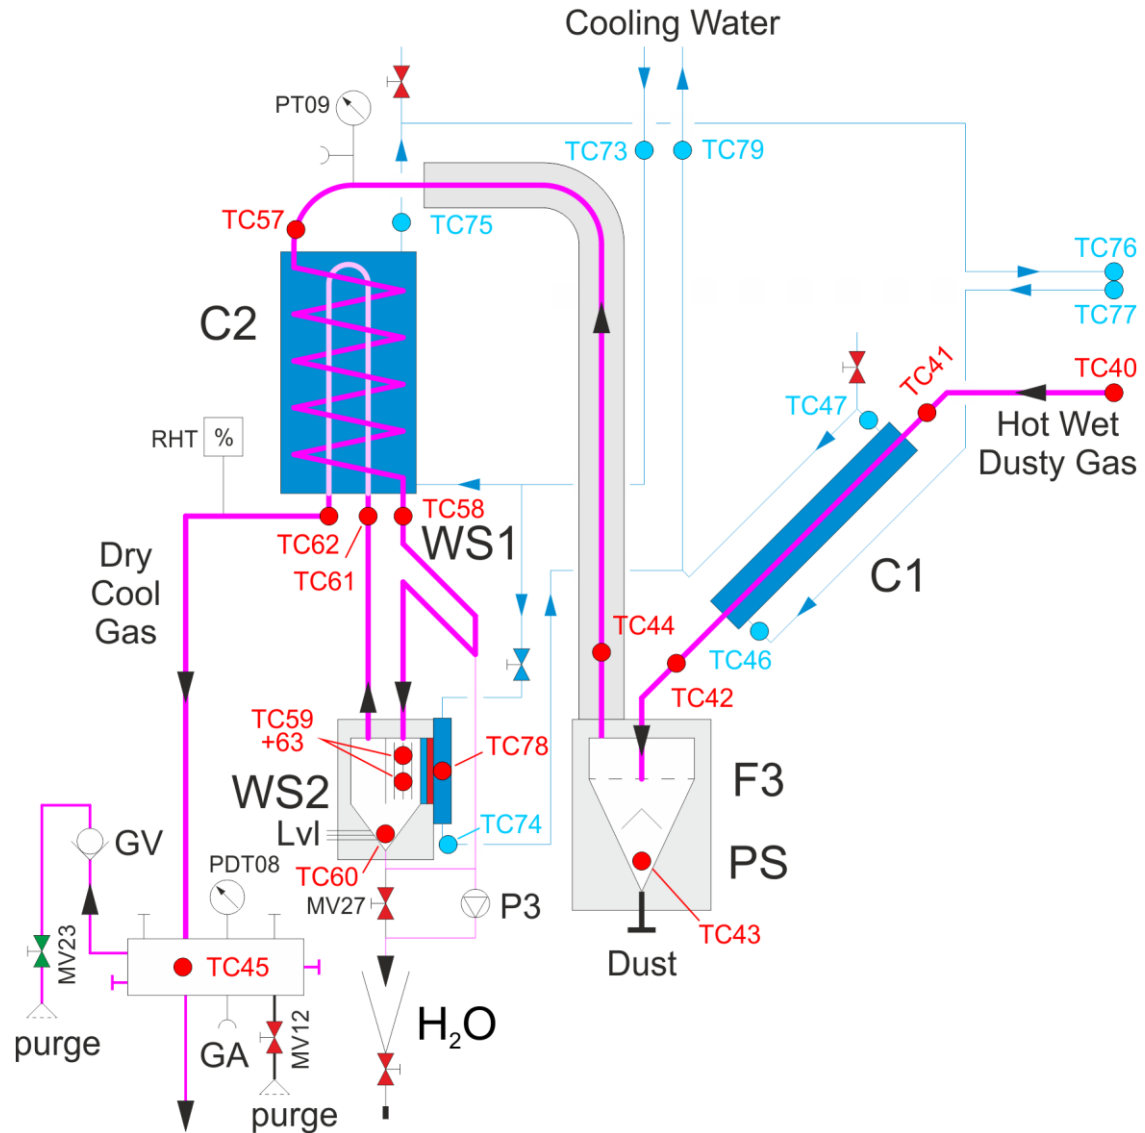 Cooling Water
PT09
TC73
TC79
TC57
TC75
TC76
TC77
C2
TC47
TC41
TC40
Hot Wet
Dusty Gas
RHT
%
TC58
WS1
TC62
TC61
Dry
Cool
Gas
C1
TC44
TC46
TC42
TC59
+63
TC78
WS2
F3
Lvl
TC74
GV
PDT08
TC60
PS
MV27
P3
TC43
MV23
TC45
Dust
purge
GA
MV12
H₂O
purge